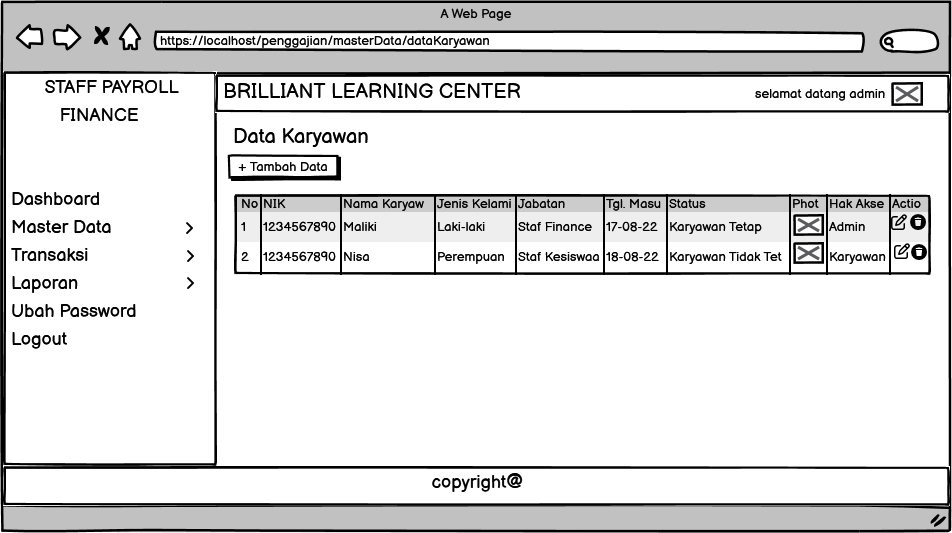 A Web Page
https://localhost/penggajian/masterData/dataKaryawan
STAFF PAYROLL
FINANCE
BRILLIANT LEARNING CENTER
selamat datang admin
Data Karyawan
+ Tambah Data
Dashboard
Master Data
Transaksi
Laporan
Ubah Password
Logout
No NIK Nama Karyaw Jenis Kelami Jabatan Tgl. Masu Status Phot Hak Akse Actio
1 1234567890 Maliki Laki-laki Staf Finance 17-08-22 Karyawan Tetap Admin
2 1234567890 Nisa Perempuan Staf Kesiswaa 18-08-22 Karyawan Tidak Tet Karyawan
copyright@